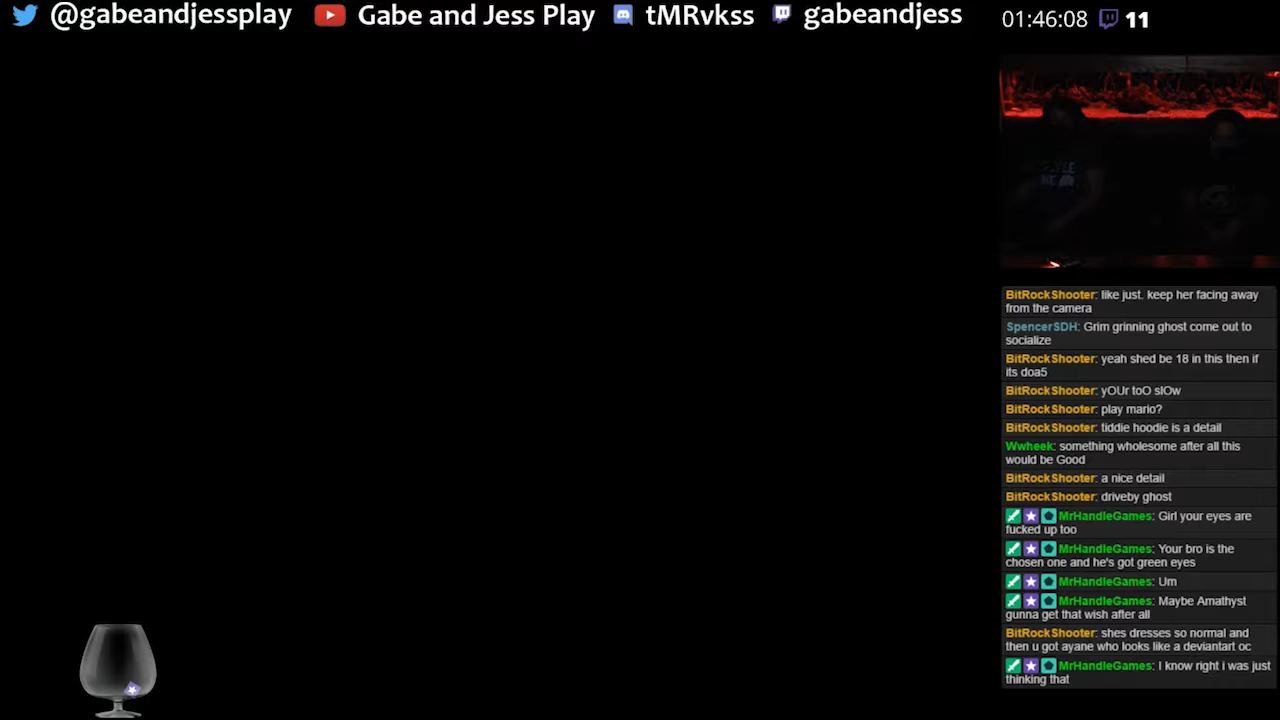 @gabeandjessplay Gabe and Jess Play tMRvkss gabeandjess 01:46:08 11
BitRockShooter: like just. keep her facing away
from the camera
SpencerSDH: Grim grinning ghost come out to
socialize
BitRockShooter: yeah shed be 18 in this then if
its doa5
BitRockShooter: yOUr toO slOw
BitRockShooter: play mario?
BitRockShooter: tiddie hoodie is a detail
Wwheek: something wholesome after all this
would be Good
BitRockShooter: a nice detail
BitRockShooter: driveby ghost
MrHandleGames: Girl your eyes are
fucked up too
MrHandleGames: Your bro is the
chosen one and he's got green eyes
MrHandleGames: Um
MrHandleGames: Maybe Amathyst
gunna get that wish after all
BitRockShooter: shes dresses so normal and
then u got ayane who looks like a deviantart oc
MrHandleGames: I know right i was just
thinking that